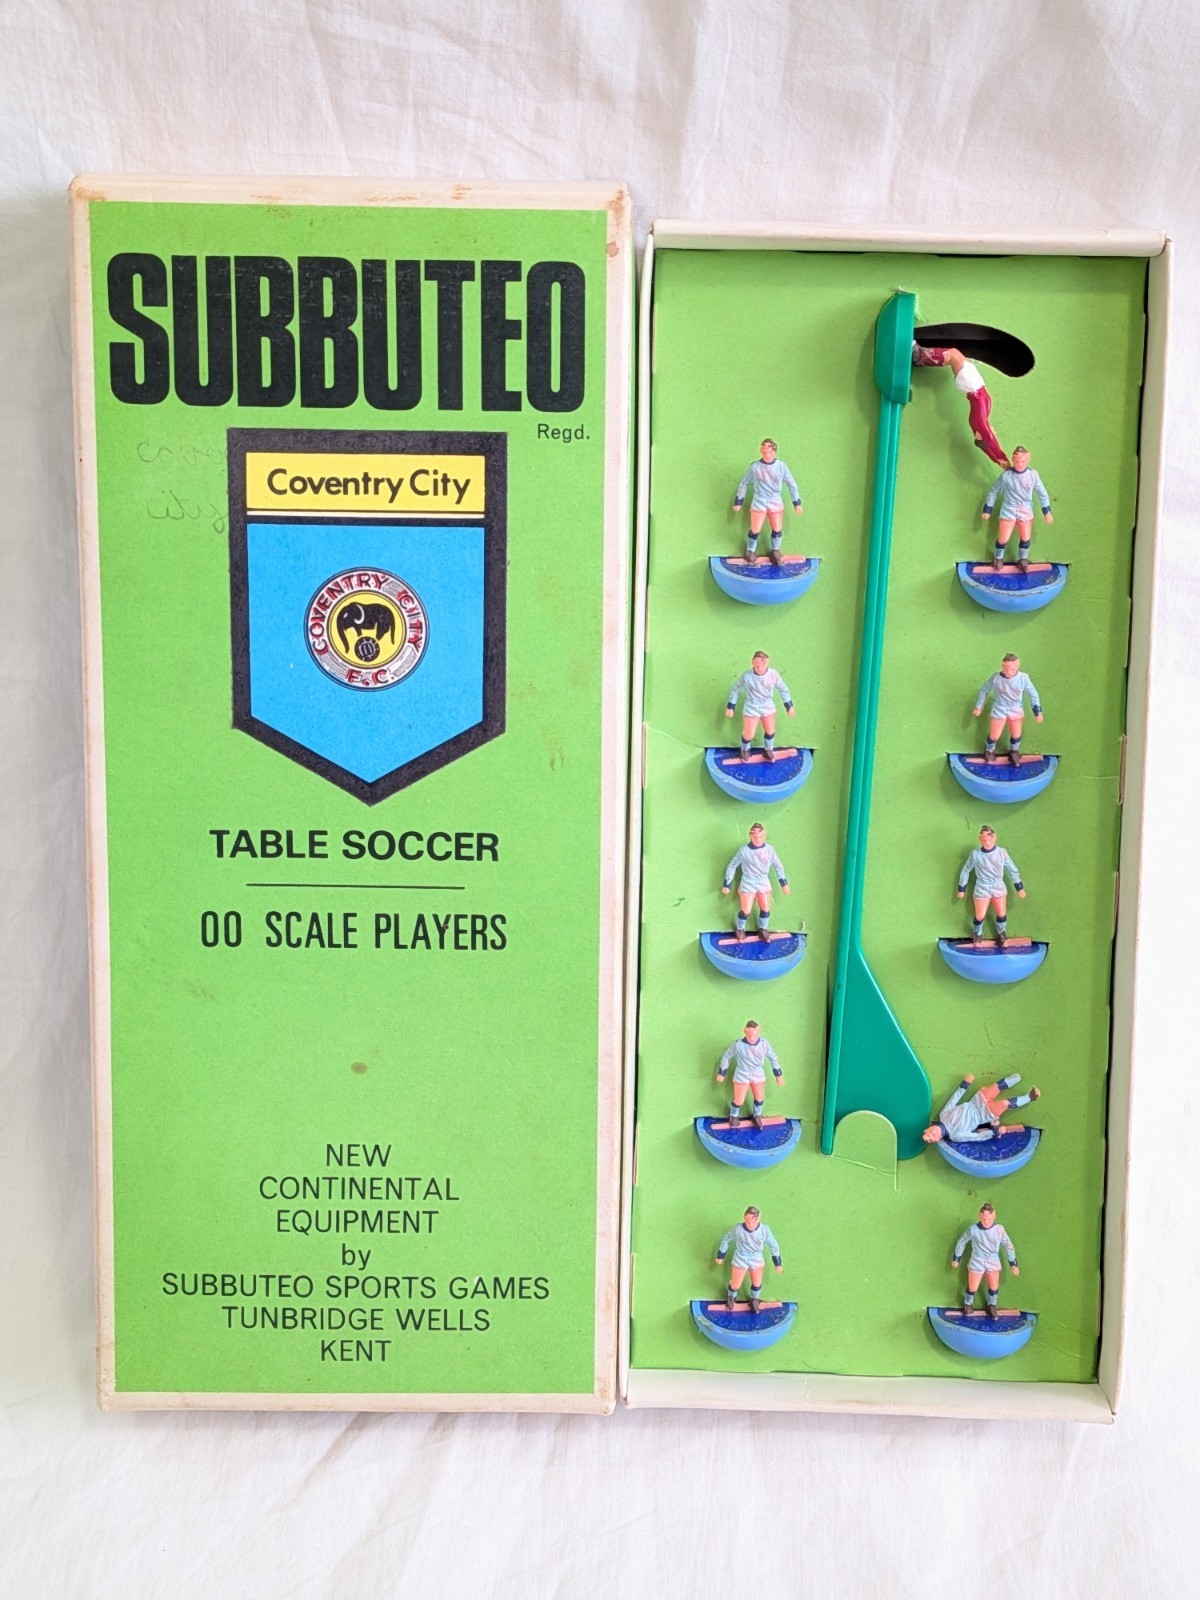 SUBBUTEO
Regd.
Coventry City
COVENTRY CITY
F.C.
TABLE SOCCER
00 SCALE PLAYERS
NEW
CONTINENTAL
EQUIPMENT
by
SUBBUTEO SPORTS GAMES
TUNBRIDGE WELLS
KENT
city